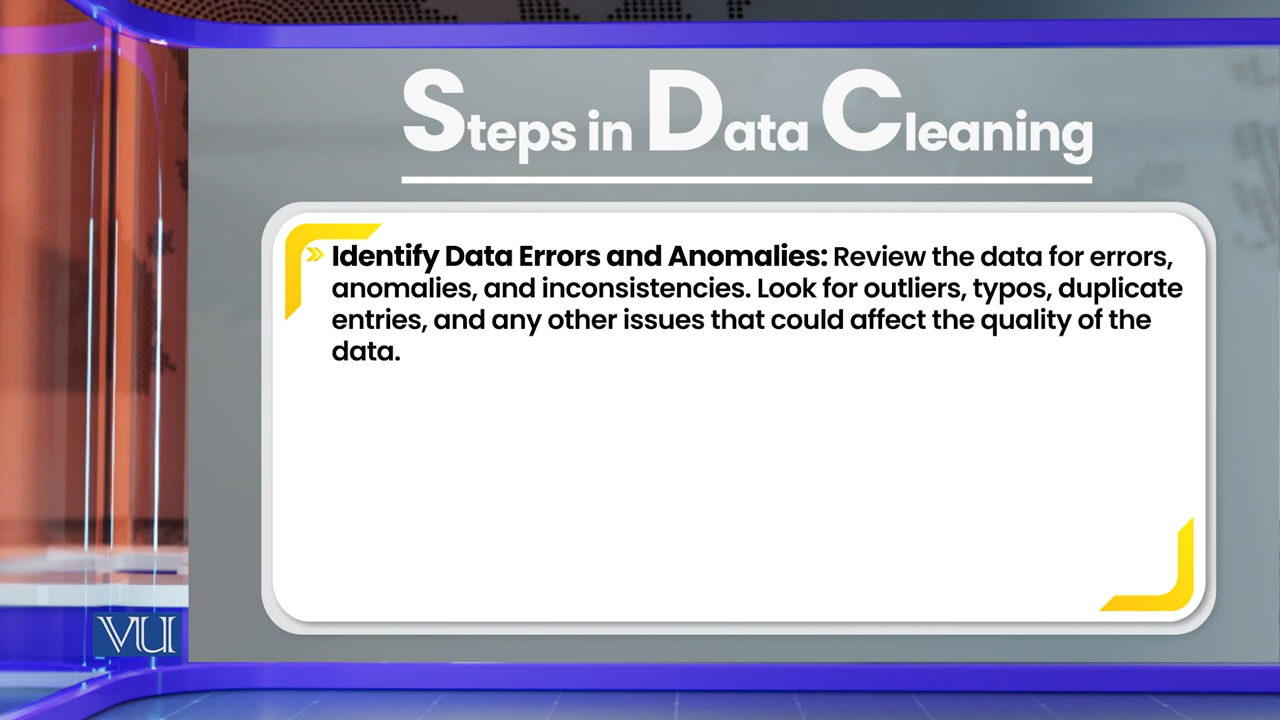 Steps in Data Cleaning
» Identify Data Errors and Anomalies: Review the data for errors,
anomalies, and inconsistencies. Look for outliers, typos, duplicate
entries, and any other issues that could affect the quality of the
data.
VU